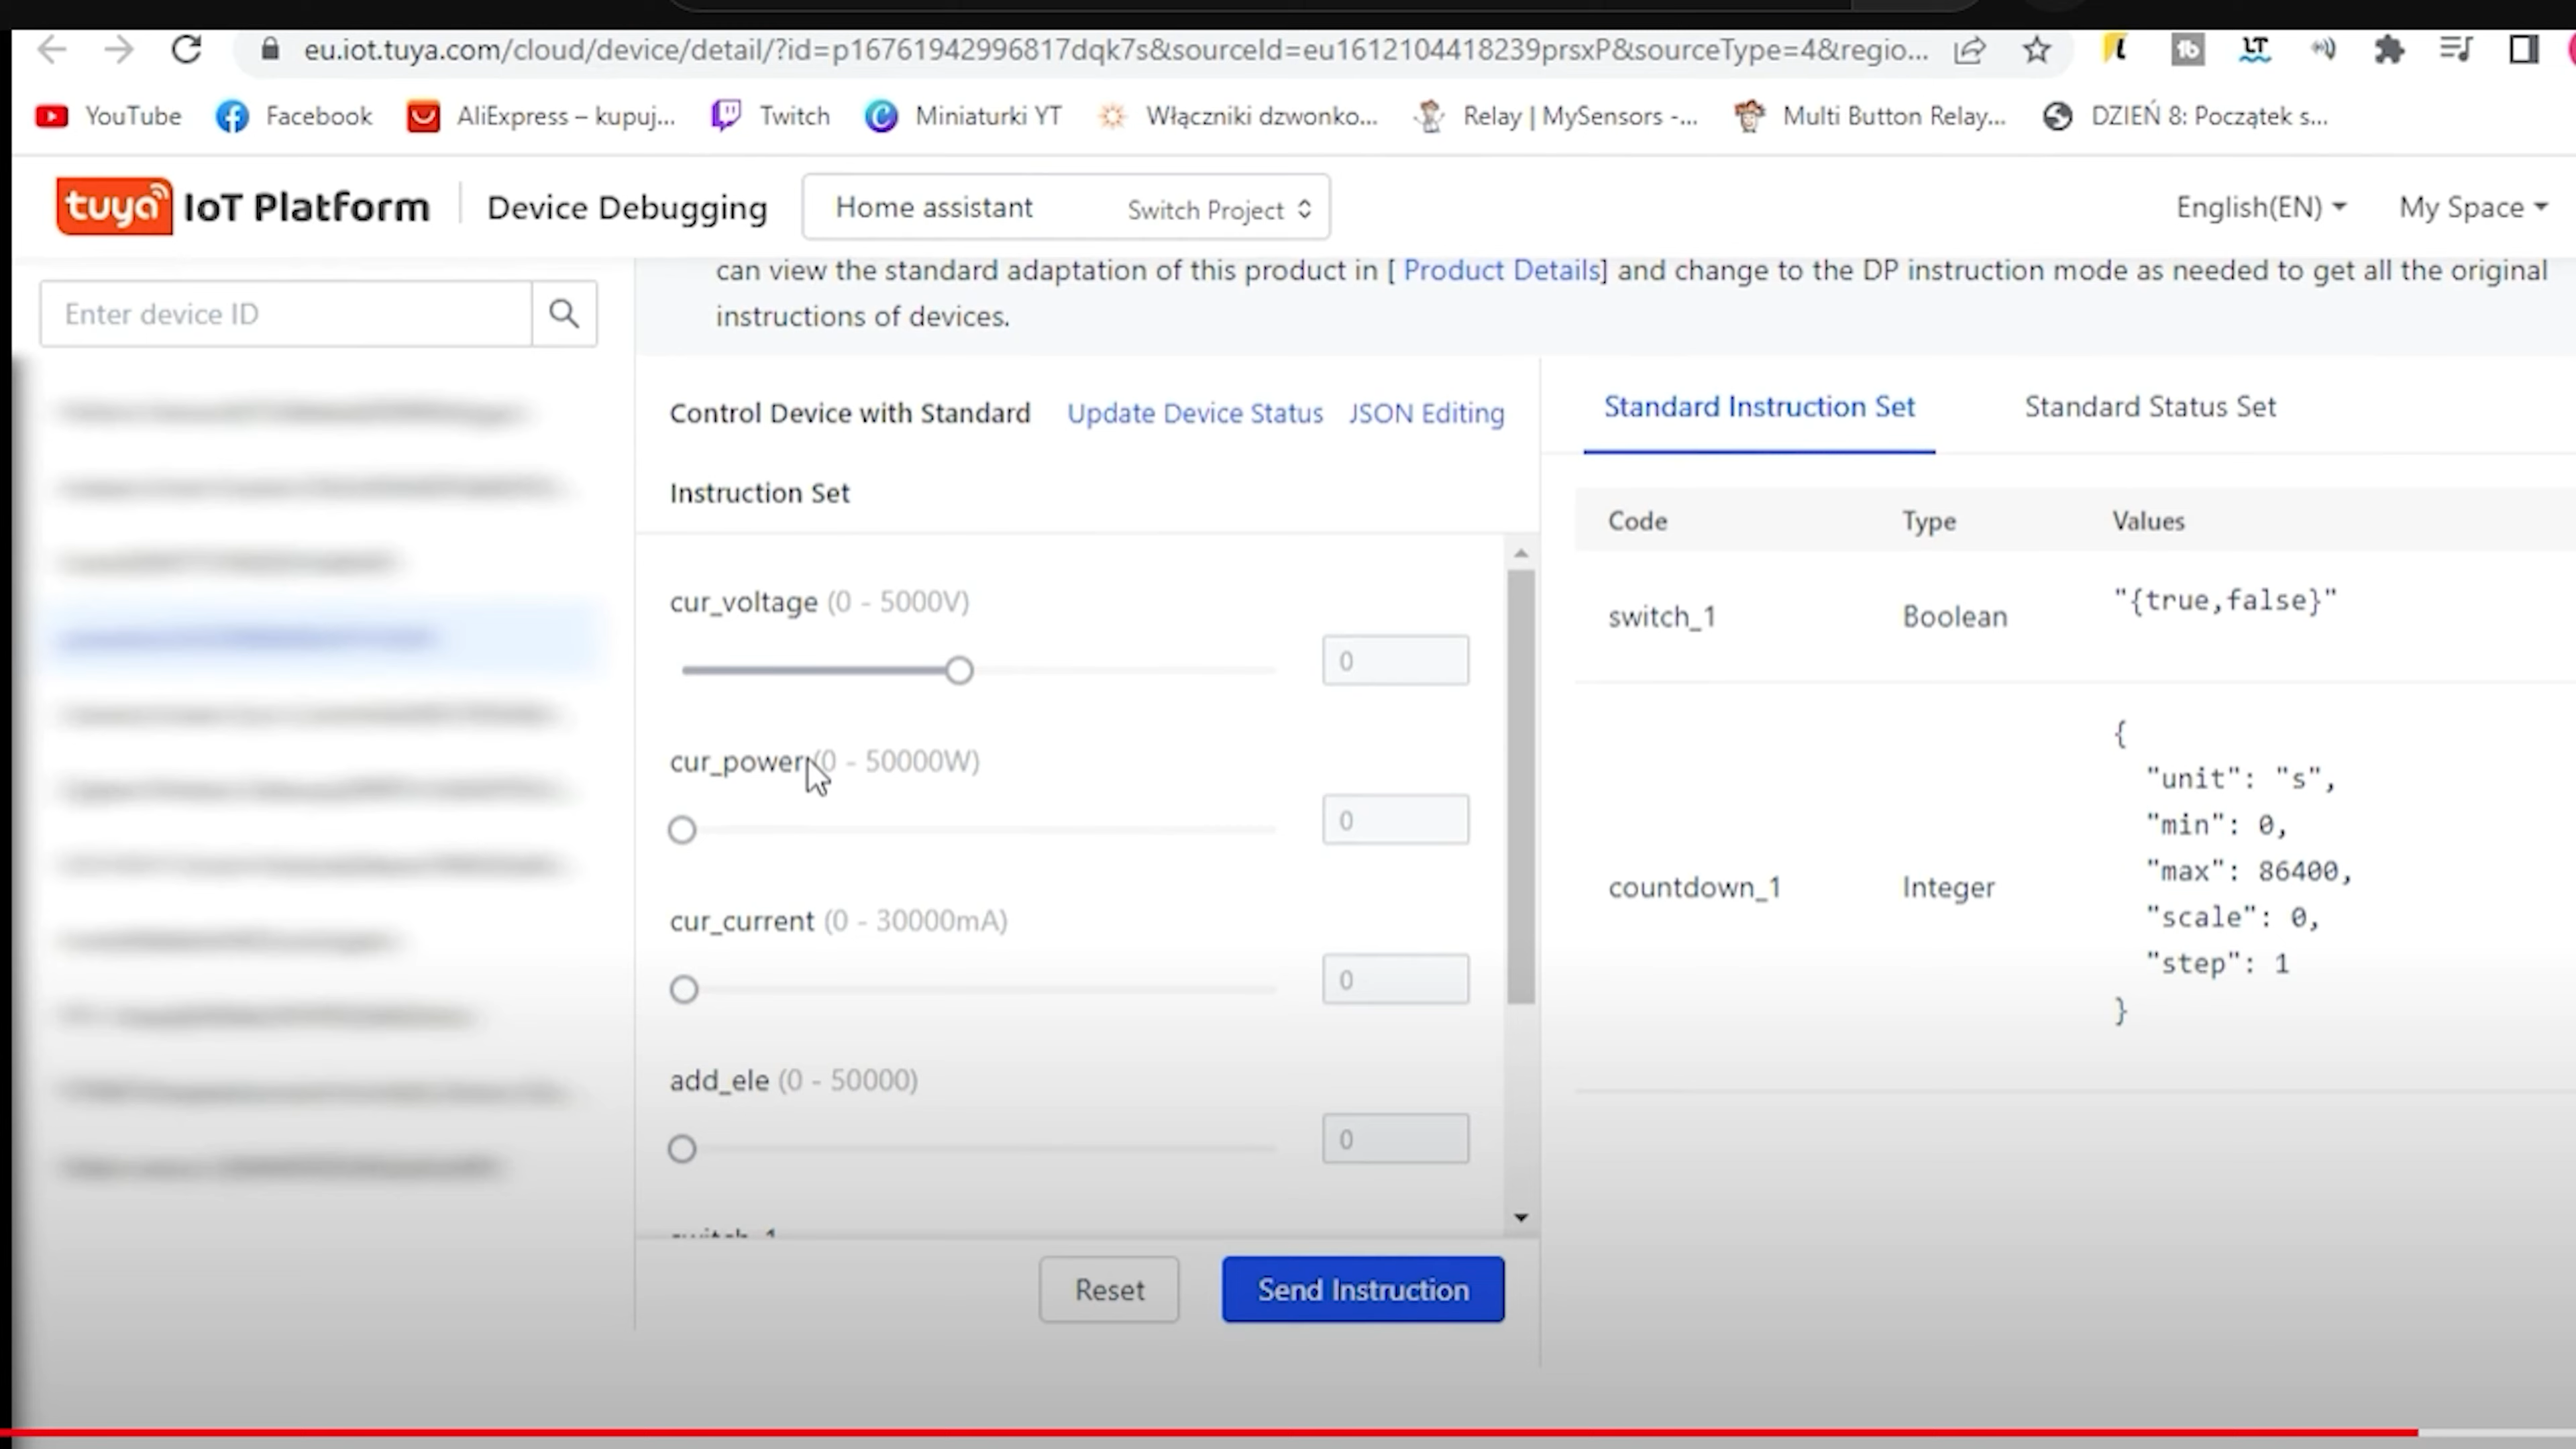 eu.iot.tuya.com/cloud/device/detail/?id=p16761942996817dqk7s&sourceId=eu1612104418239prsxP&sourceType=4&regio...
YouTube Facebook AliExpress – kupuj... Twitch Miniaturki YT Włączniki dzwonko... Relay | MySensors -... Multi Button Relay... DZIEŃ 8: Początek s...
tuya IoT Platform Device Debugging Home assistant Switch Project English(EN) My Space
can view the standard adaptation of this product in [ Product Details] and change to the DP instruction mode as needed to get all the original
instructions of devices.
Enter device ID
Control Device with Standard
Instruction Set
Update Device Status JSON Editing
cur_voltage (0 - 5000V)
0
cur_power (0 - 50000W)
0
cur_current (0 - 30000mA)
0
add_ele (0 - 50000)
0
switch_1
Reset Send Instruction
Standard Instruction Set Standard Status Set
Code Type Values
switch_1 Boolean "{true,false}"
countdown_1 Integer
{
"unit": "s",
"min": 0,
"max": 86400,
"scale": 0,
"step": 1
}